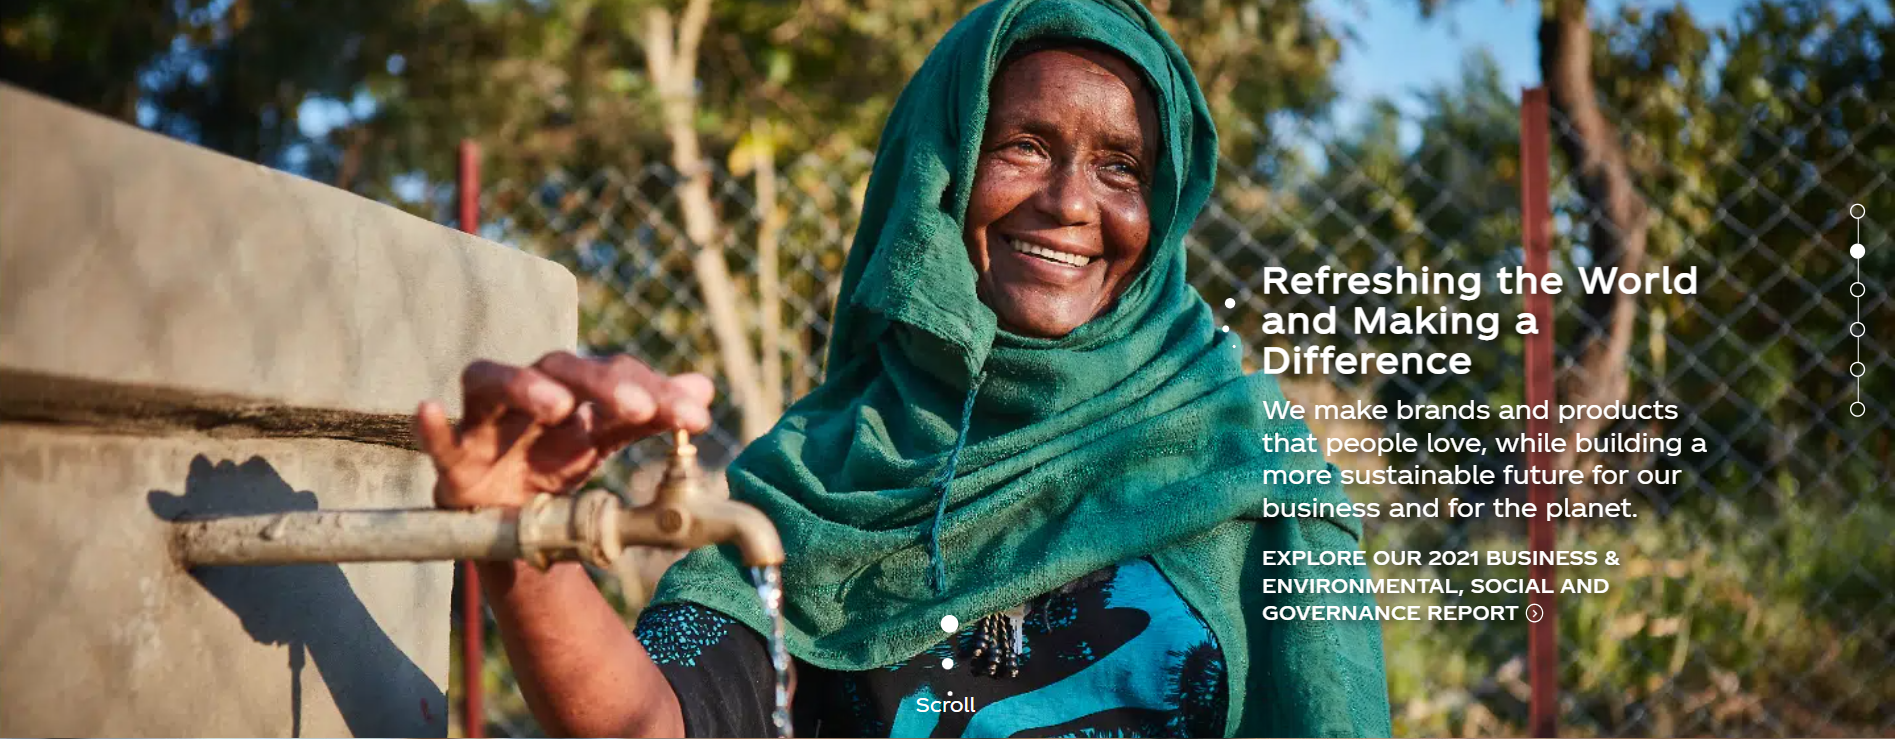 Refreshing the World
and Making a
Difference
We make brands and products
that people love, while building a
more sustainable future for our
business and for the planet.
EXPLORE OUR 2021 BUSINESS &
ENVIRONMENTAL, SOCIAL AND
GOVERNANCE REPORT
Scroll